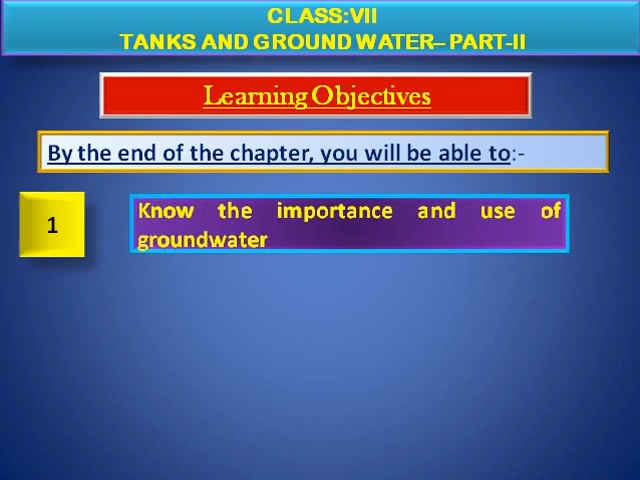 CLASS:VII
TANKS AND GROUND WATER– PART-II
Learning Objectives
By the end of the chapter, you will be able to:-
1
Know the importance and use of
groundwater